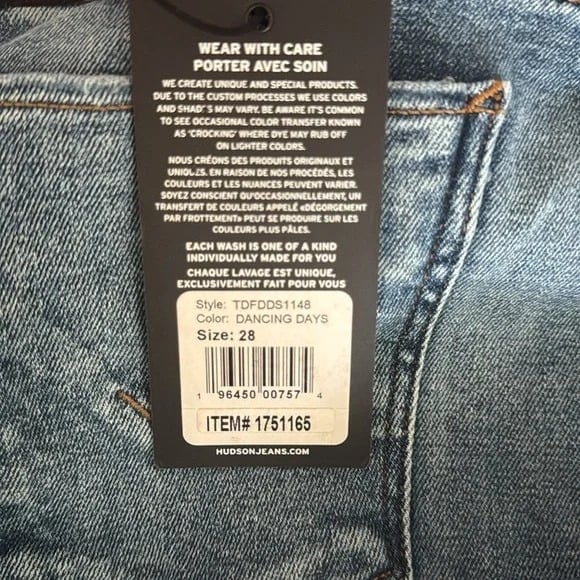 WEAR WITH CARE
PORTER AVEC SOIN
WE CREATE UNIQUE AND SPECIAL PRODUCTS.
DUE TO THE CUSTOM PROCESSES WE USE COLORS
AND SHAD'S MAY VARY. BE AWARE IT'S COMMON
TO SEE OCCASIONAL COLOR TRANSFER KNOWN
AS 'CROCKING' WHERE DYE MAY RUB OFF
ON LIGHTER COLORS.
NOUS CRÉONS DES PRODUITS ORIGINAUX ET
EN RAISON DE NOS PROCÉDÉS, LES
COULEURS ET LES NUANCES PEUVENT VARIER.
SOYEZ CONSCIENT QU'OCCASIONNELLEMENT, UN
TRANSFERT DE COULEURS APPELÉ «DÉGORGEMENT
PAR FROTTEMENT» PEUT SE PRODUIRE SUR LES
COULEURS PLUS PÂLES.
EACH WASH IS ONE OF A KIND
INDIVIDUALLY MADE FOR YOU
CHAQUE LAVAGE EST UNIQUE,
EXCLUSIVEMENT FAIT POUR VOUS
Style: TDFDDS1148
Color: DANCING DAYS
Size: 28
1 96450 00757 4
ITEM# 1751165
HUDSONJEANS.COM